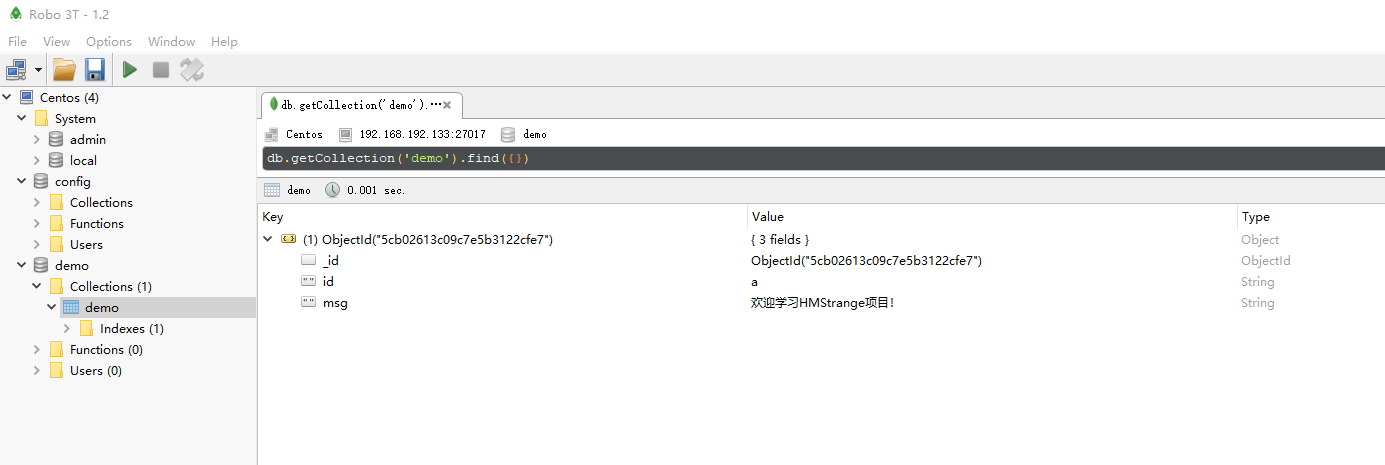 Robo 3T - 1.2
File View Options Window Help
Centos (4)
System
admin
local
config
Collections
Functions
Users
demo
Collections (1)
demo
Indexes (1)
Functions (0)
Users (0)
db.getCollection('demo').···
Centos 192.168.192.133:27017 demo
db.getCollection('demo').find({})
demo 0.001 sec.
Key Value Type
(1) ObjectId("5cb02613c09c7e5b3122cfe7") { 3 fields } Object
_id ObjectId("5cb02613c09c7e5b3122cfe7") ObjectId
id a String
msg 欢迎学习HMStrange项目! String